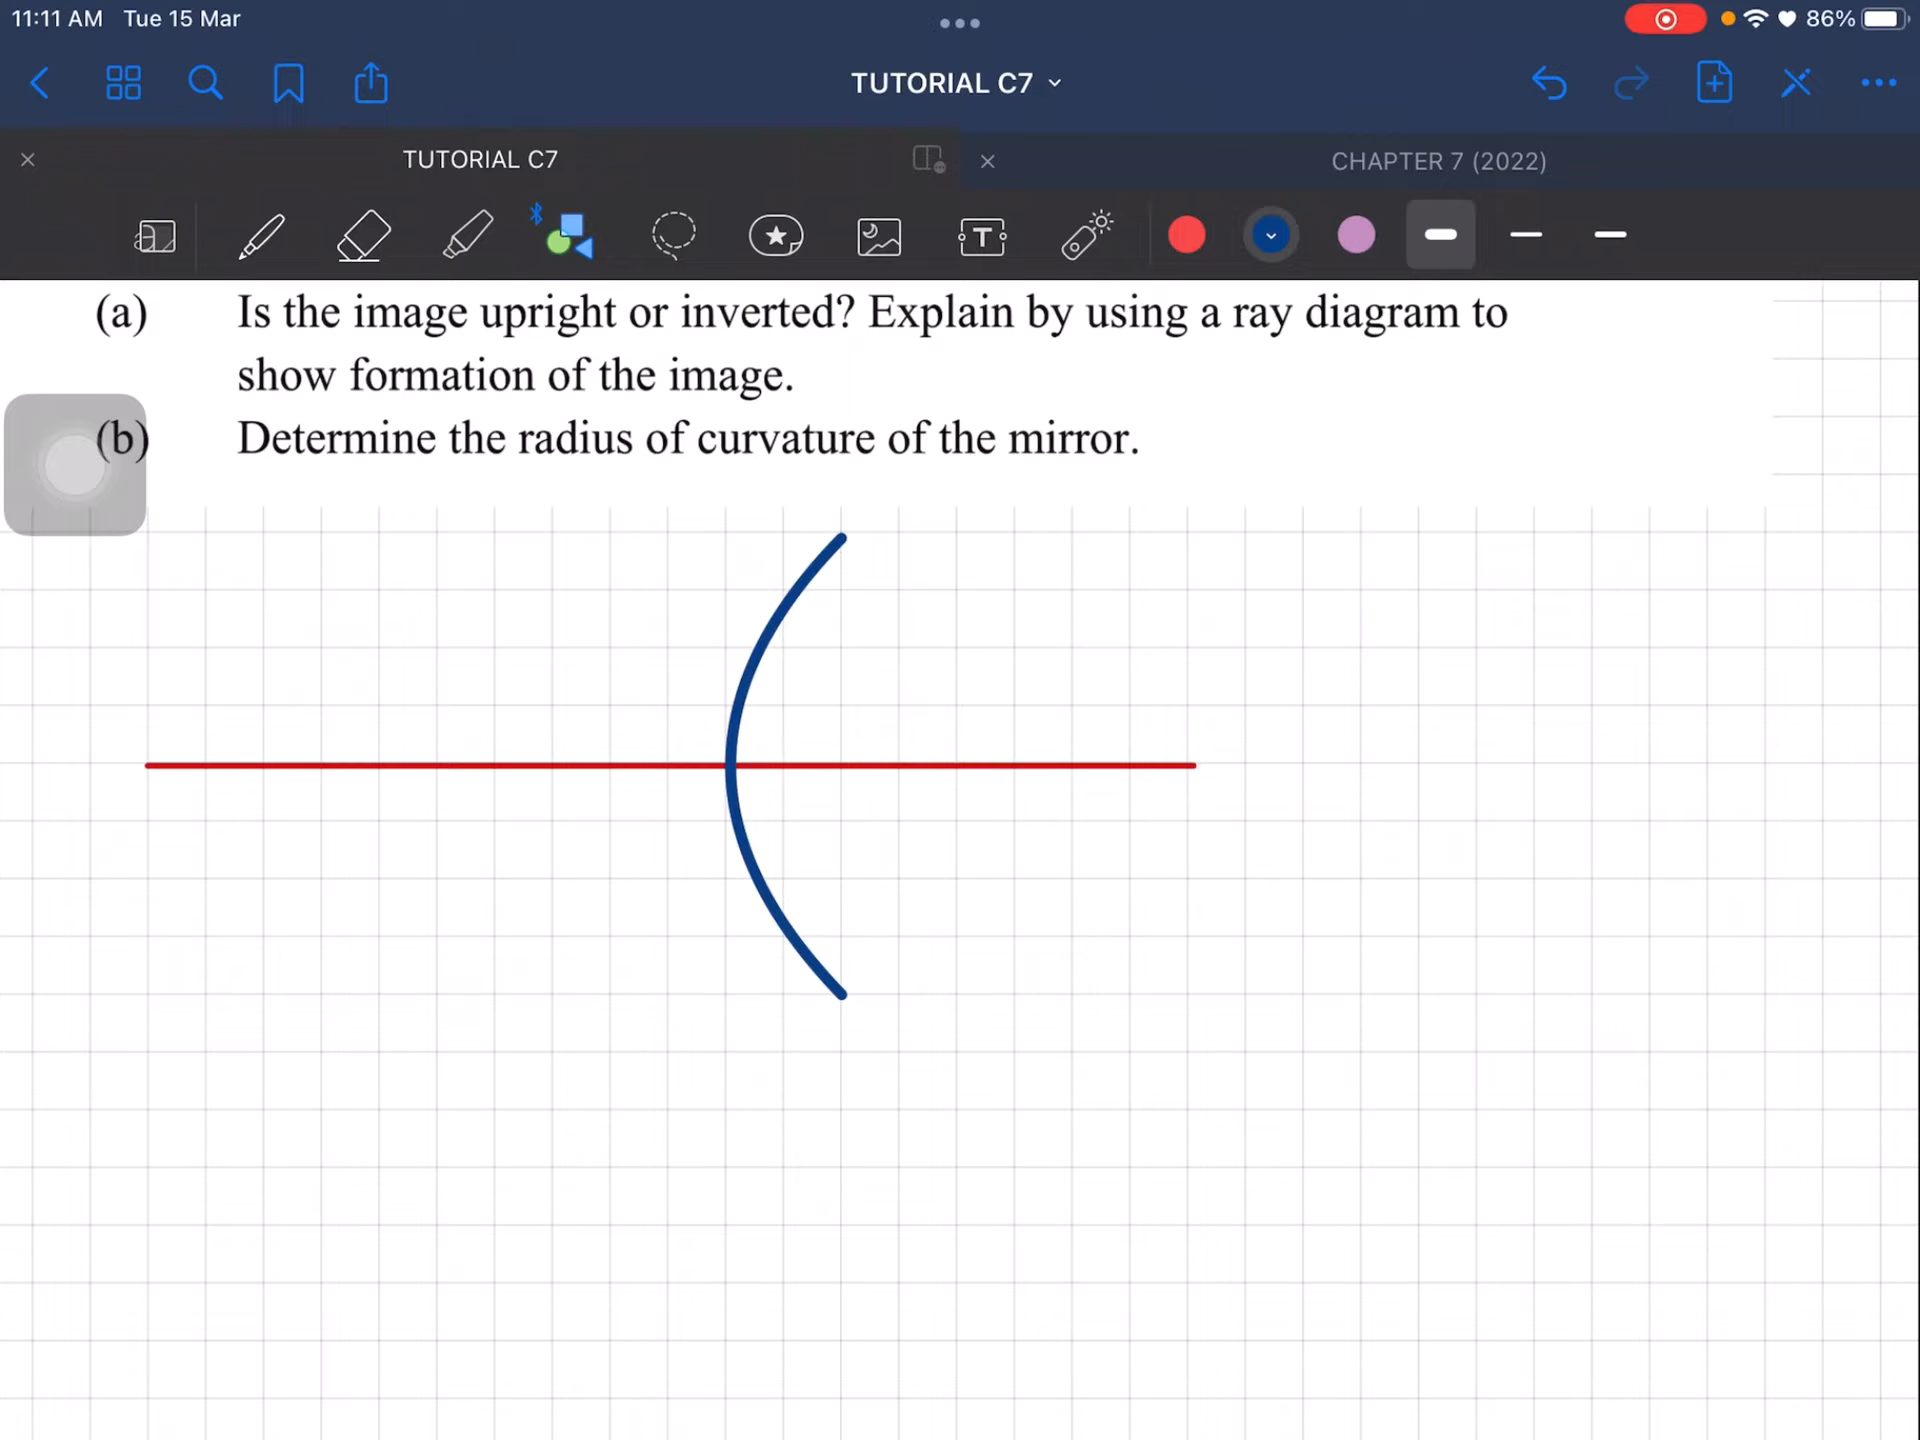 11:11 AM Tue 15 Mar
86%
TUTORIAL C7
TUTORIAL C7
CHAPTER 7 (2022)
(a) Is the image upright or inverted? Explain by using a ray diagram to
show formation of the image.
(b) Determine the radius of curvature of the mirror.